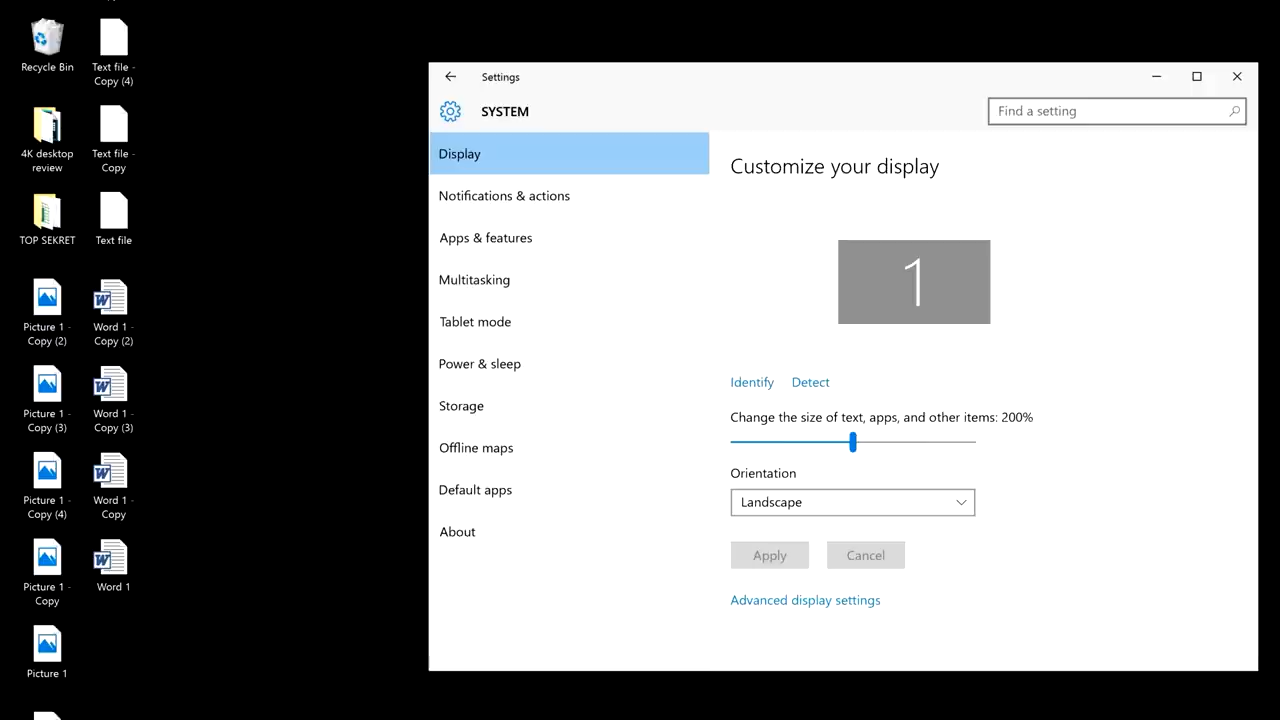 Recycle Bin
Text file -
Copy (4)
4K desktop
review
Text file -
Copy
TOP SEKRET
Text file
Picture 1 -
Copy (2)
Word 1 -
Copy (2)
Picture 1 -
Copy (3)
Word 1 -
Copy (3)
Picture 1 -
Copy (4)
Word 1 -
Copy
Picture 1 -
Copy
Word 1
Picture 1
Settings
SYSTEM
Find a setting
Display
Notifications & actions
Apps & features
Multitasking
Tablet mode
Power & sleep
Storage
Offline maps
Default apps
About
Customize your display
1
Identify Detect
Change the size of text, apps, and other items: 200%
Orientation
Landscape
Apply Cancel
Advanced display settings